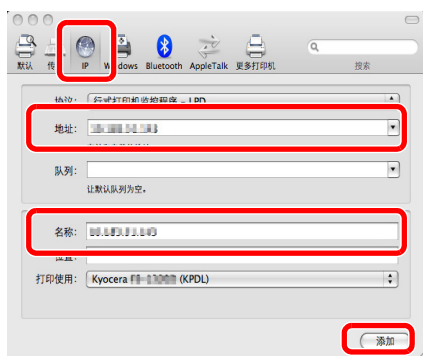 默认 IP Windows Bluetooth AppleTalk 更多打印机 搜索
协议: 行式打印机监控程序 - LPD
地址:
队列:
让默认队列为空。
名称:
位置:
打印使用: Kyocera (KPDL)
添加